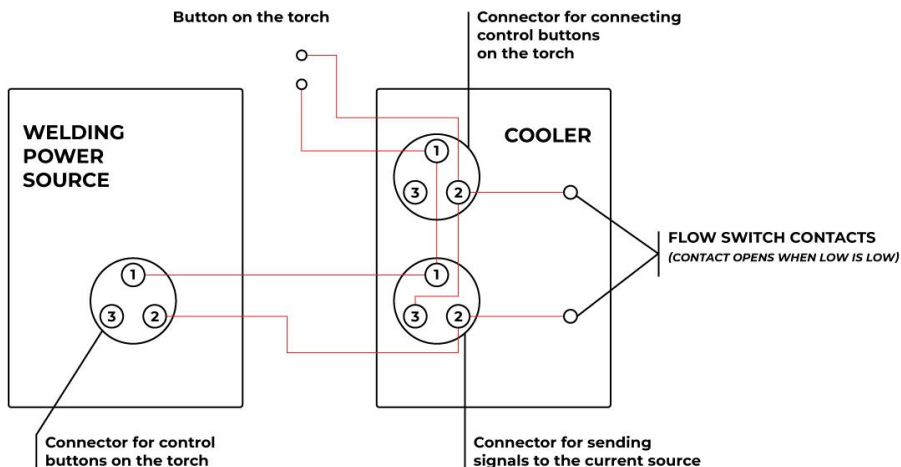 Button on the torch
Connector for connecting
control buttons
on the torch
WELDING
POWER
SOURCE
COOLER
1
3
2
FLOW SWITCH CONTACTS
(CONTACT OPENS WHEN LOW IS LOW)
1
3
2
1
3
2
Connector for control
buttons on the torch
Connector for sending
signals to the current source